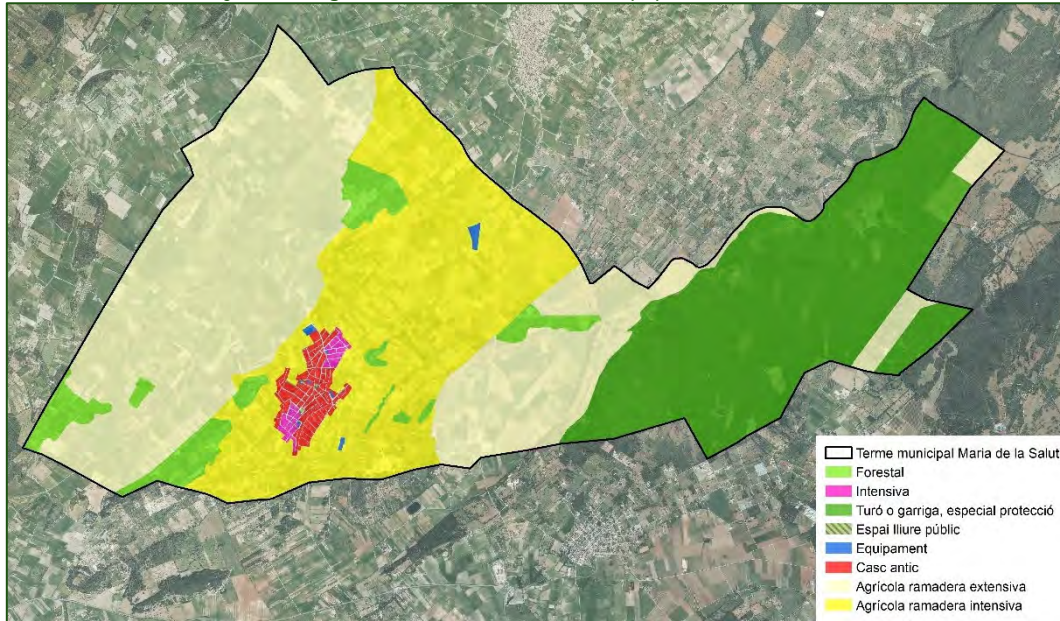 Terme municipal Maria de la Salut
Forestal
Intensiva
Turó o garriga, especial protecció
Espai lliure públic
Equipament
Casc antic
Agrícola ramadera extensiva
Agrícola ramadera intensiva